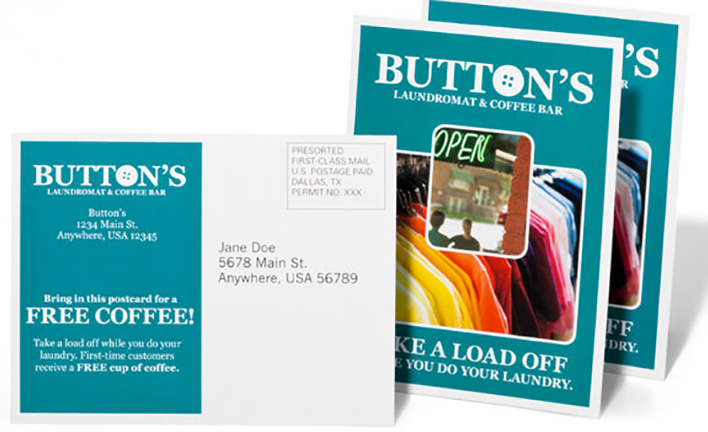 BUTTON'S
LAUNDROMAT & COFFEE BAR
Button's
1234 Main St.
Anywhere, USA 12345
Bring in this postcard for a
FREE COFFEE!
Take a load off while you do your
laundry. First-time customers
receive a FREE cup of coffee.
PRESORTED
FIRST-CLASS MAIL
U.S. POSTAGE PAID
DALLAS, TX
PERMIT NO. XXX
Jane Doe
5678 Main St.
Anywhere, USA 56789
BUTTON'S
LAUNDROMAT & COFFEE BAR
OPEN
KE A LOAD OFF
E YOU DO YOUR LAUNDRY.
'S
R
FF
RY.